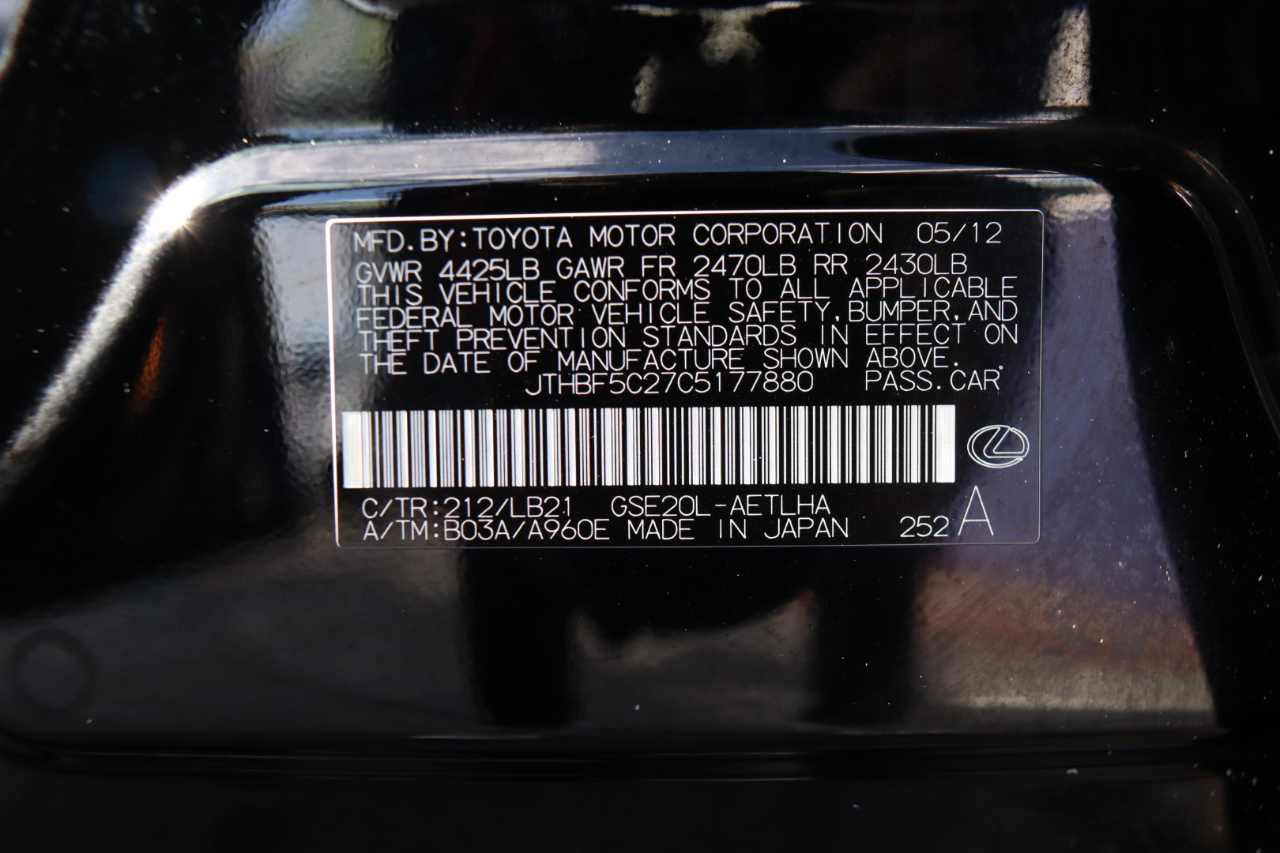 MFD.BY:TOYOTA MOTOR CORPORATION 05/12
GVWR 4425LB GAWR FR 2470LB RR 2430LB
THIS VEHICLE CONFORMS TO ALL APPLICABLE
FEDERAL MOTOR VEHICLE SAFETY,BUMPER,AND
THEFT PREVENTION STANDARDS IN EFFECT ON
THE DATE OF MANUFACTURE SHOWN ABOVE.
JTHBF5C27C5177880 PASS.CAR
C/TR:212/LB21 GSE20L-AETLHA
A/TM:B03A/A960E MADE IN JAPAN 252 A